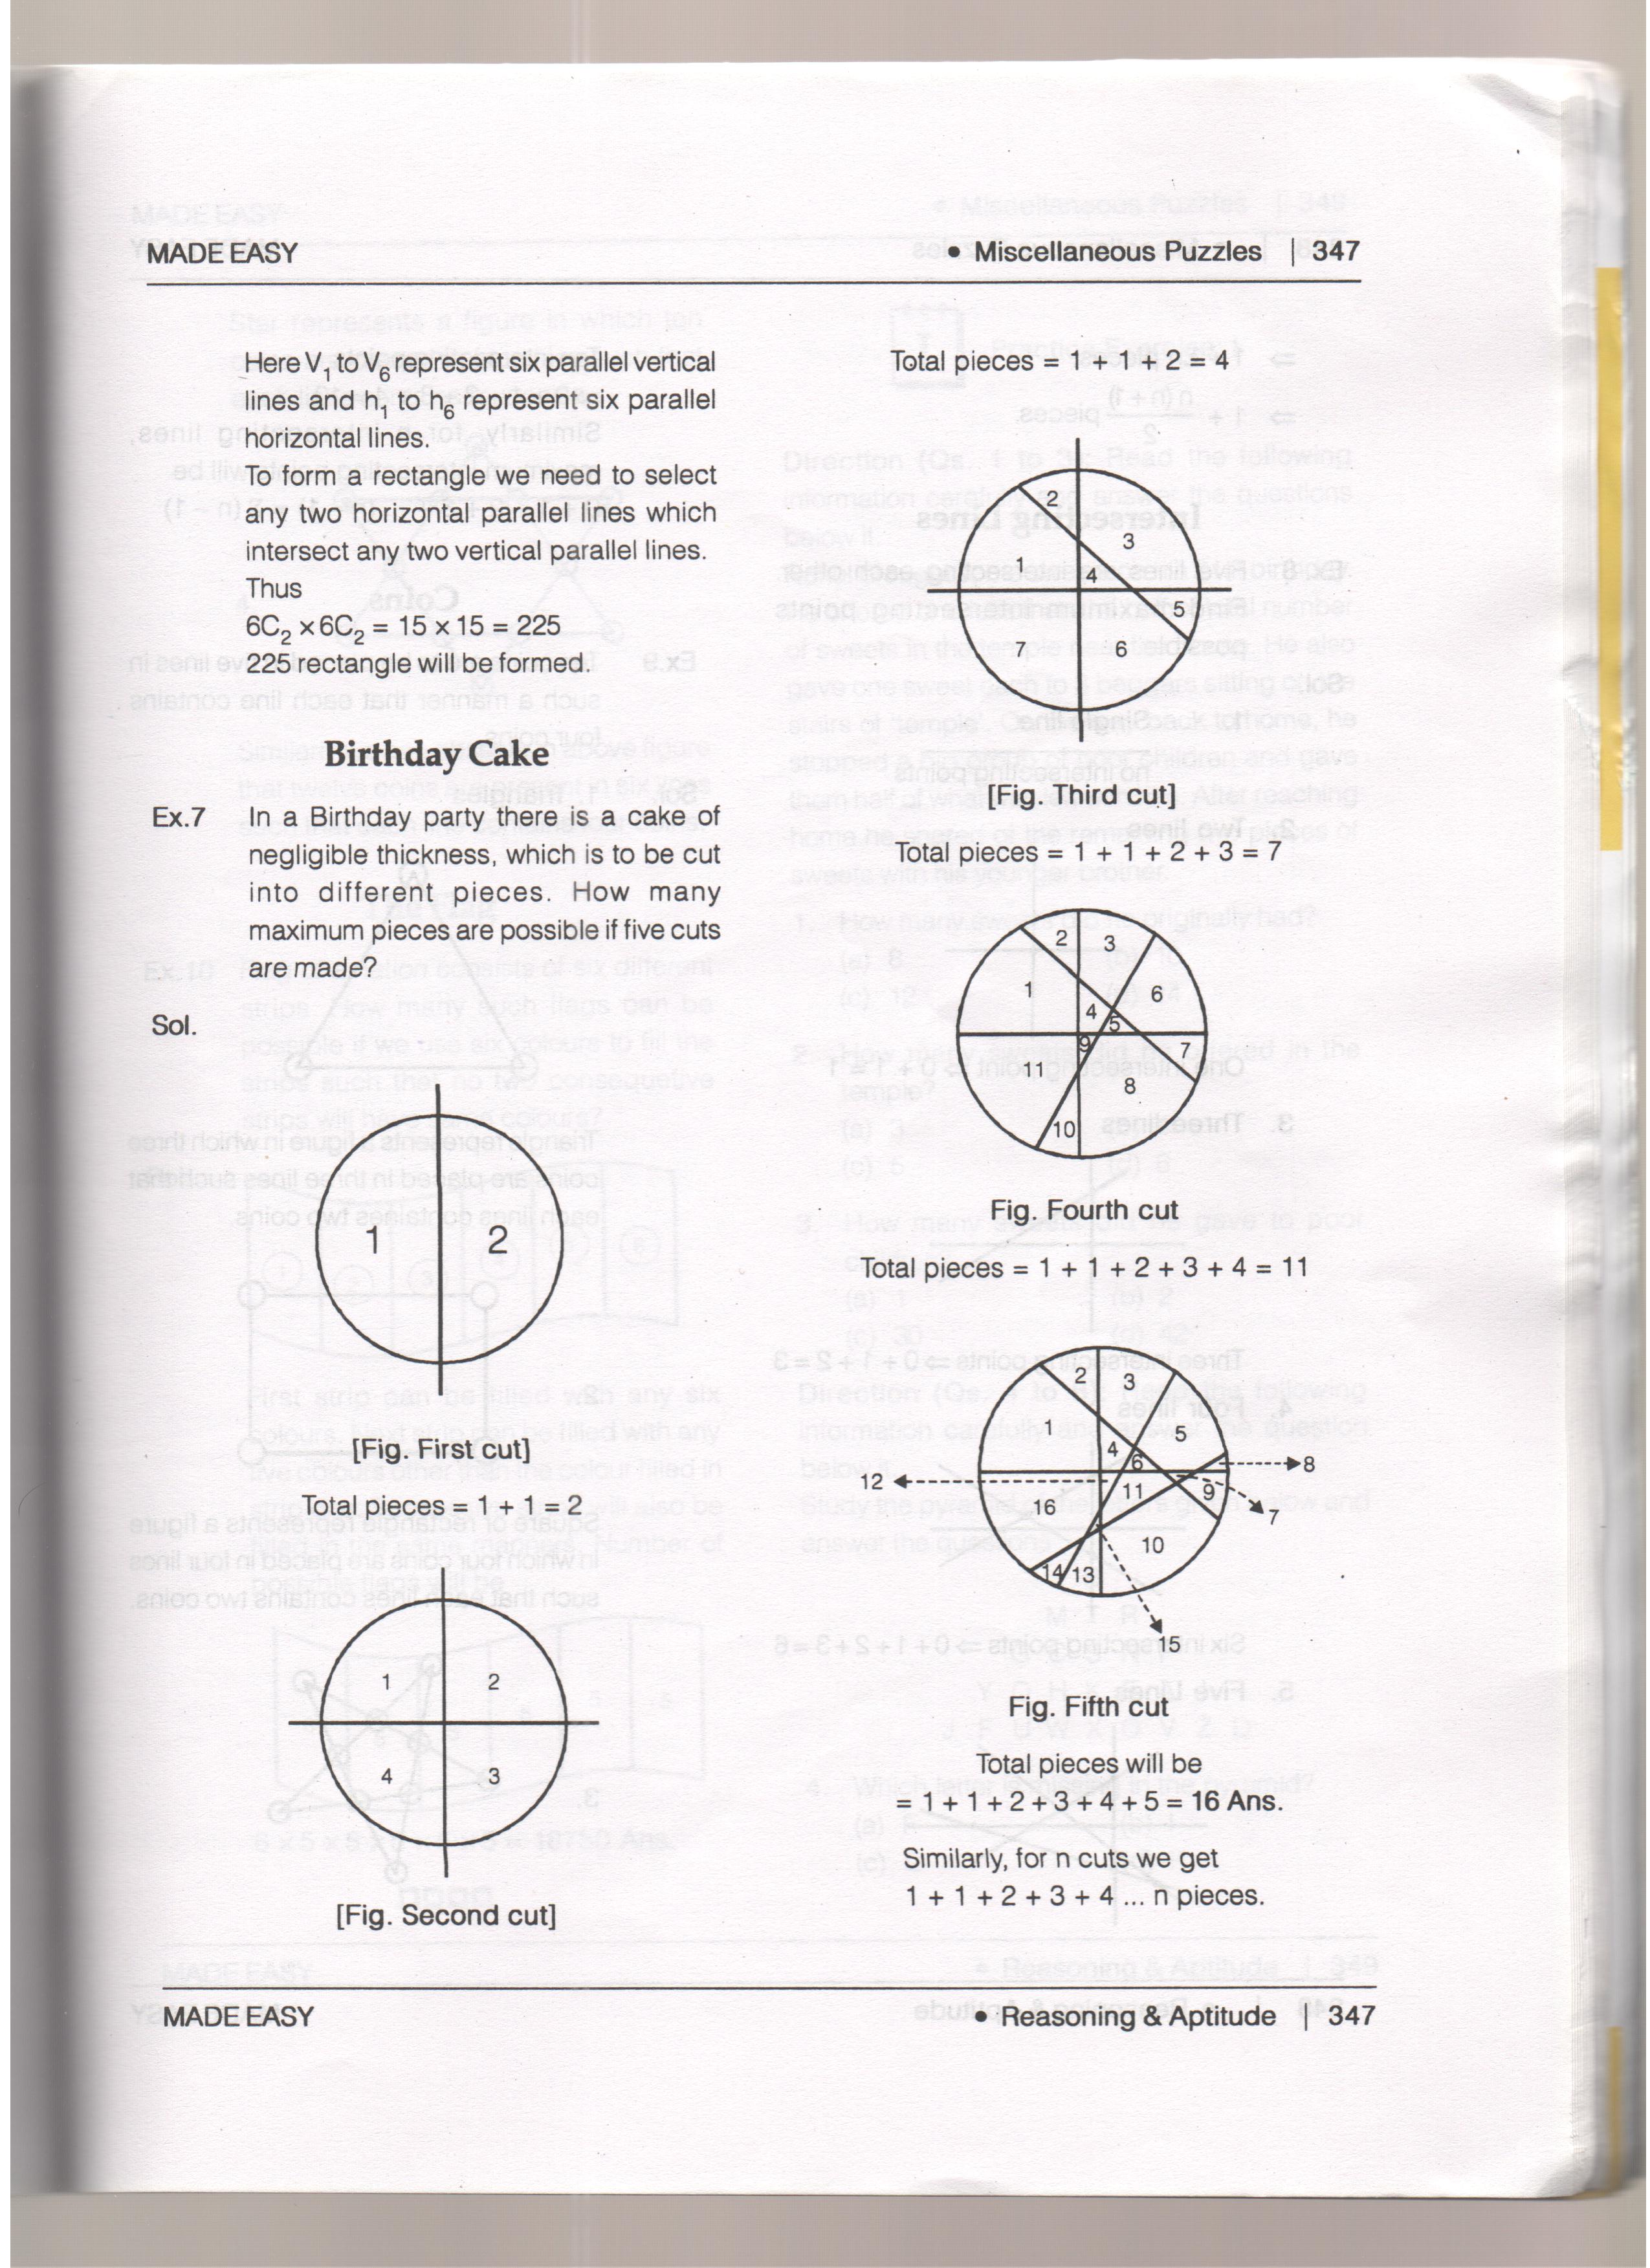 MADE EASY
• Miscellaneous Puzzles | 347
Here V₁ to V₆ represent six parallel vertical
lines and h₁ to h₆ represent six parallel
horizontal lines.
To form a rectangle we need to select
any two horizontal parallel lines which
intersect any two vertical parallel lines.
Thus
6C₂ x 6C₂ = 15 x 15 = 225
225 rectangle will be formed.
Birthday Cake
Ex.7 In a Birthday party there is a cake of
negligible thickness, which is to be cut
into different pieces. How many
maximum pieces are possible if five cuts
are made?
Sol.
1 2
[Fig. First cut]
Total pieces = 1 + 1 = 2
1 2
4 3
[Fig. Second cut]
Total pieces = 1 + 1 + 2 = 4
2
3
1
4
5
7 6
[Fig. Third cut]
Total pieces = 1 + 1 + 2 + 3 = 7
2 3
1 6
4
5
9 7
11 8
10
Fig. Fourth cut
Total pieces = 1 + 1 + 2 + 3 + 4 = 11
2 3
1 5
4
6 8
12
11 9
16 7
10
14 13
15
Fig. Fifth cut
Total pieces will be
= 1 + 1 + 2 + 3 + 4 + 5 = 16 Ans.
Similarly, for n cuts we get
1 + 1 + 2 + 3 + 4 ... n pieces.
MADE EASY
• Reasoning & Aptitude | 347